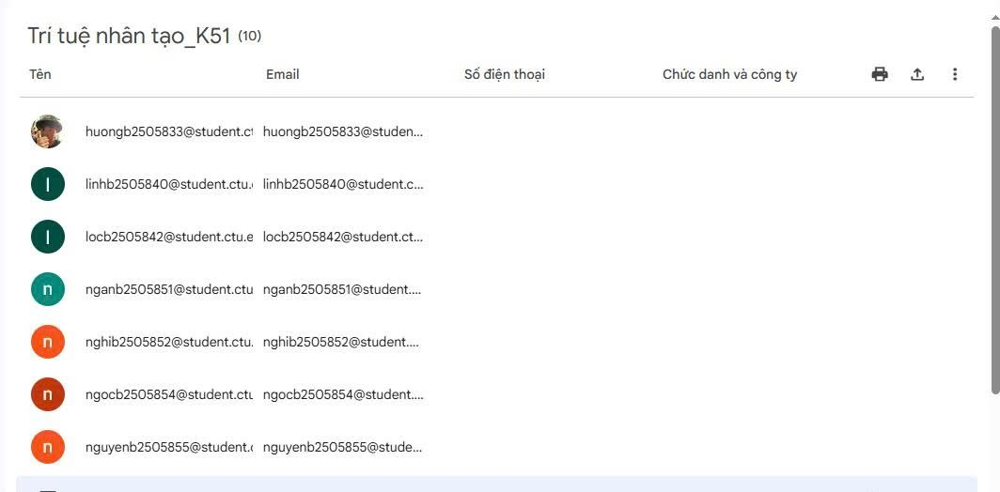 Trí tuệ nhân tạo_K51 (10)
Tên Email Số điện thoại Chức danh và công ty
huongb2505833@student.ct huongb2505833@studen...
l linhb2505840@student.ctu. linhb2505840@student.c...
l locb2505842@student.ctu.e locb2505842@student.ct...
n nganb2505851@student.ctu nganb2505851@student....
n nghib2505852@student.ctu. nghib2505852@student....
n ngocb2505854@student.ctu ngocb2505854@student....
n nguyenb2505855@student. nguyenb2505855@stude...